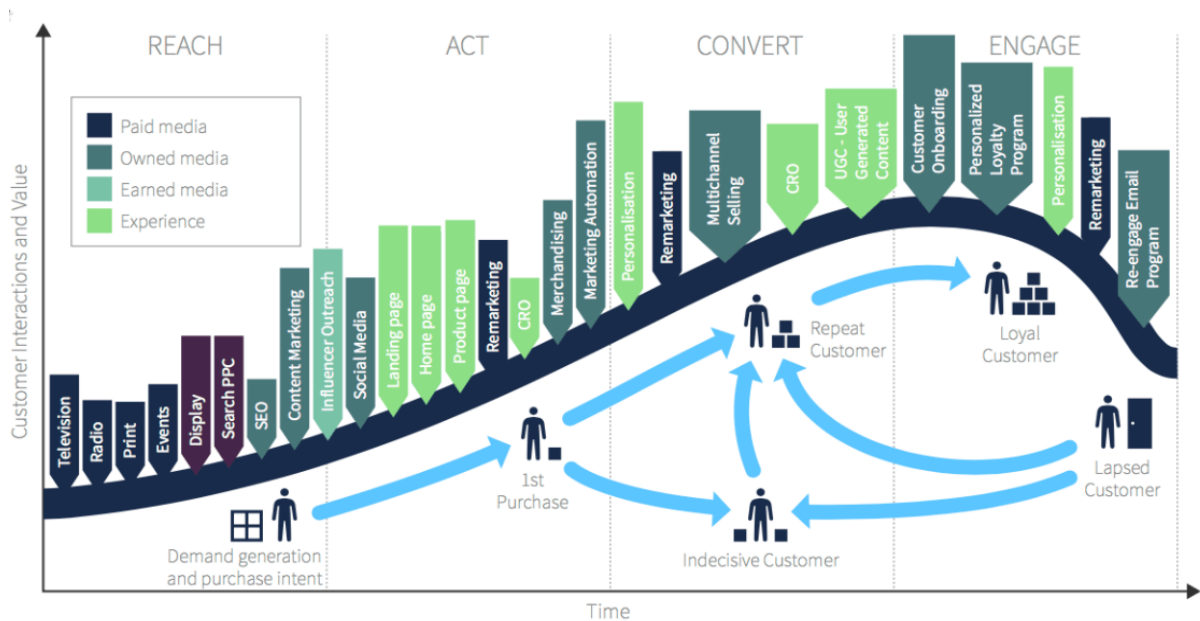 REACH
ACT
CONVERT
ENGAGE
Paid media
Owned media
Earned media
Experience
Customer Interactions and Value
Television
Radio
Print
Events
Display
Search PPC
SEO
Content Marketing
Influencer Outreach
Social Media
Landing page
Home page
Product page
Remarketing
CRO
Merchandising
Marketing Automation
Personalisation
Remarketing
Multichannel
Selling
CRO
UGC - User
Generated
Content
Customer
Onboarding
Personalized
Loyalty
Program
Personalisation
Remarketing
Re-engage Email
Program
Demand generation
and purchase intent
1st
Purchase
Repeat
Customer
Indecisive Customer
Loyal
Customer
Lapsed
Customer
Time